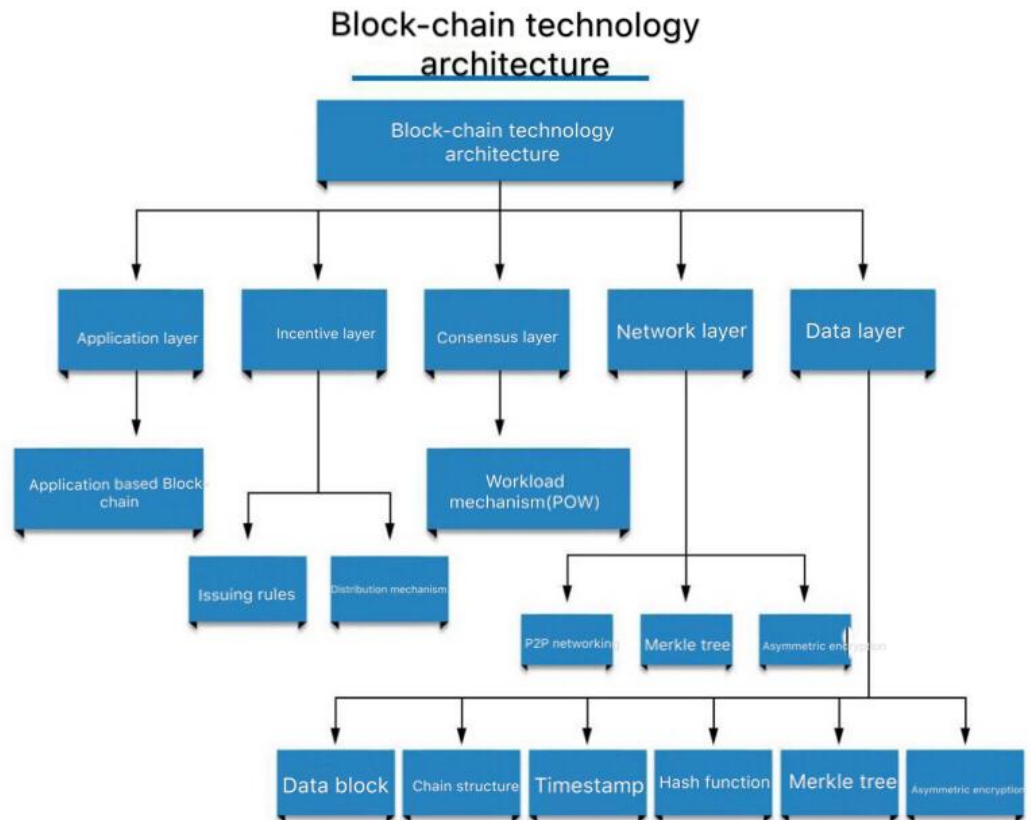 Block-chain technology
architecture
Block-chain technology
architecture
Application layer
Incentive layer
Consensus layer
Network layer
Data layer
Application based Block-
chain
Workload
mechanism(POW)
Issuing rules
Distribution mechanism
P2P networking
Merkle tree
Asymmetric encryption
Data block
Chain structure
Timestamp
Hash function
Merkle tree
Asymmetric encryption